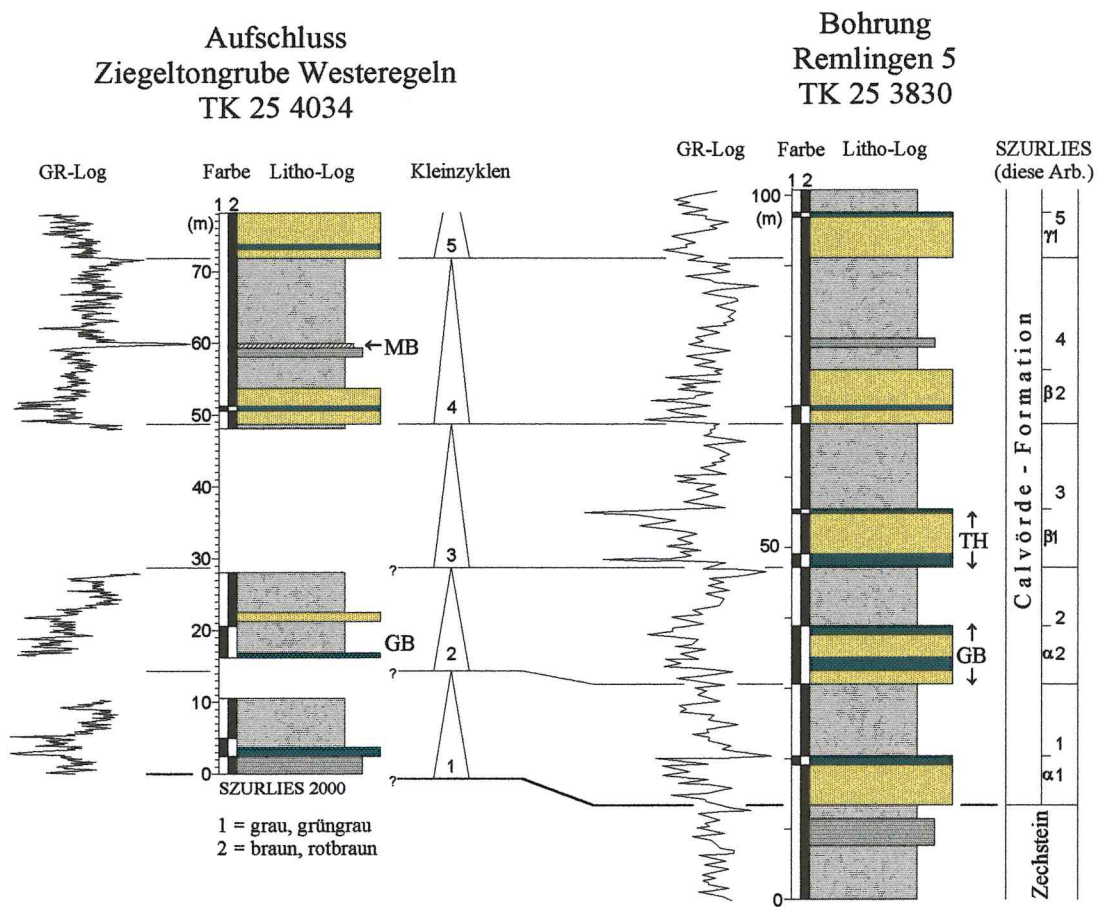 Aufschluss
Ziegeltongrube Westeregeln
TK 25 4034
Bohrung
Remlingen 5
TK 25 3830
GR-Log
Farbe
Litho-Log
Kleinzyklen
GR-Log
Farbe
Litho-Log
SZURLIES
(diese Arb.)
1 2
(m)
70
60
50
40
30
20
10
0
MB
GB
5
4
3
2
1
?
?
?
1 2
100
(m)
50
0
TH
GB
Calvörde - Formation
Zechstein
5
γ1
4
β2
3
β1
2
α2
1
α1
SZURLIES 2000
1 = grau, grüngrau
2 = braun, rotbraun